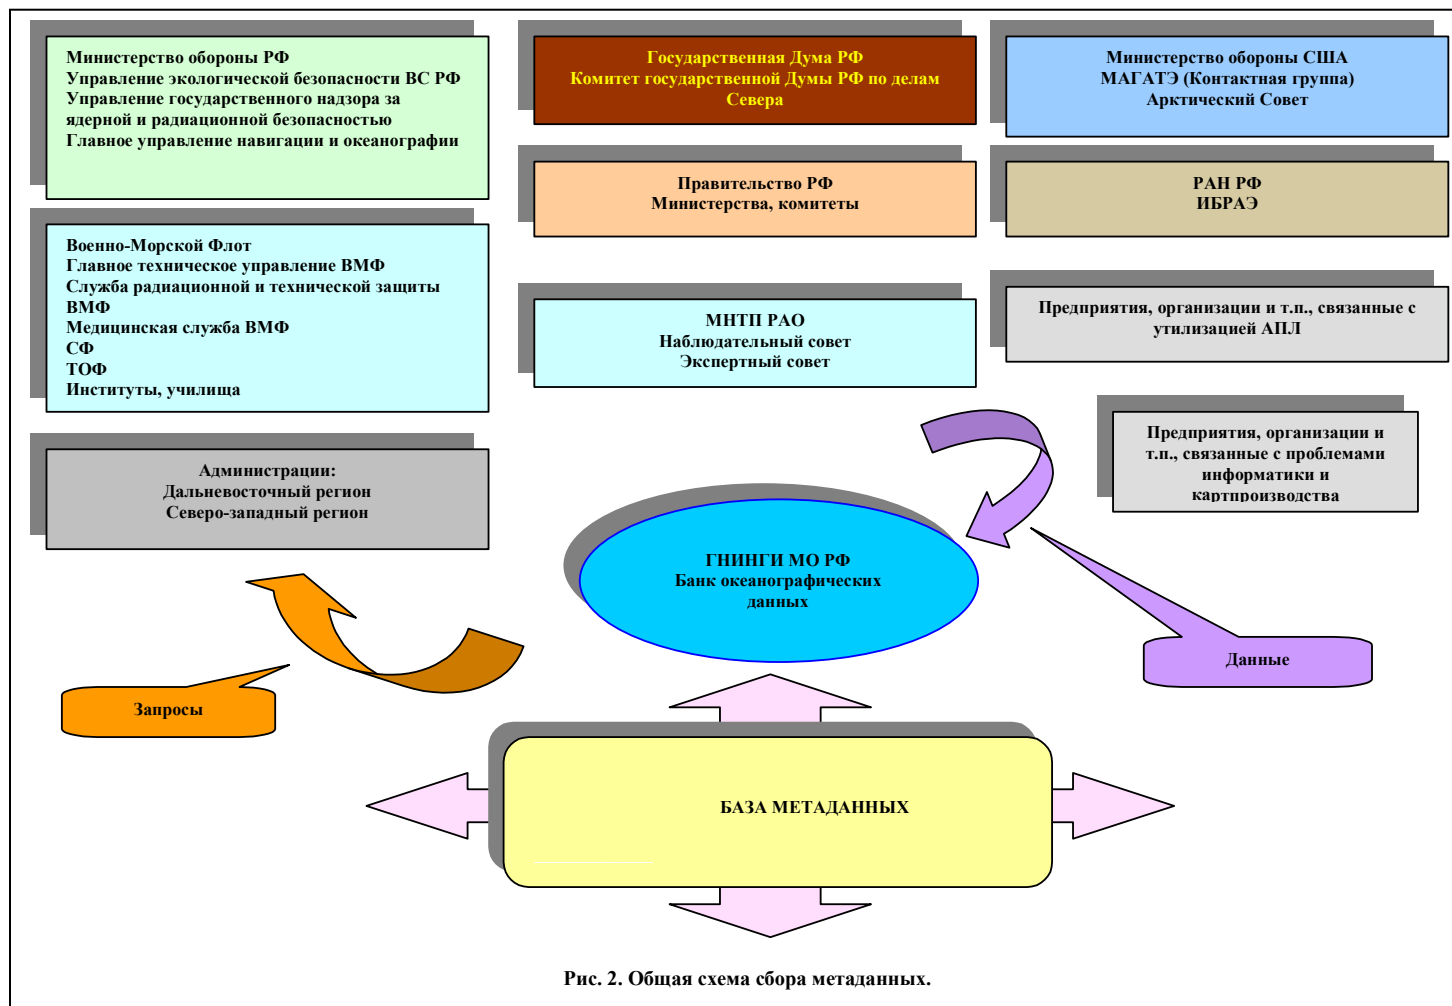 Министерство обороны РФ
Управление экологической безопасности ВС РФ
Управление государственного надзора за
ядерной и радиационной безопасностью
Главное управление навигации и океанографии
Государственная Дума РФ
Комитет государственной Думы РФ по делам
Севера
Министерство обороны США
МАГАТЭ (Контактная группа)
Арктический Совет
Правительство РФ
Министерства, комитеты
РАН РФ
ИБРАЭ
Военно-Морской Флот
Главное техническое управление ВМФ
Служба радиационной и технической защиты
ВМФ
Медицинская служба ВМФ
СФ
ТОФ
Институты, училища
МНТП РАО
Наблюдательный совет
Экспертный совет
Предприятия, организации и т.п., связанные с
утилизацией АПЛ
Предприятия, организации и
т.п., связанные с проблемами
информатики и
картпроизводства
Администрации:
Дальневосточный регион
Северо-западный регион
ГНИНГИ МО РФ
Банк океанографических
данных
Данные
Запросы
БАЗА МЕТАДАННЫХ
Рис. 2. Общая схема сбора метаданных.